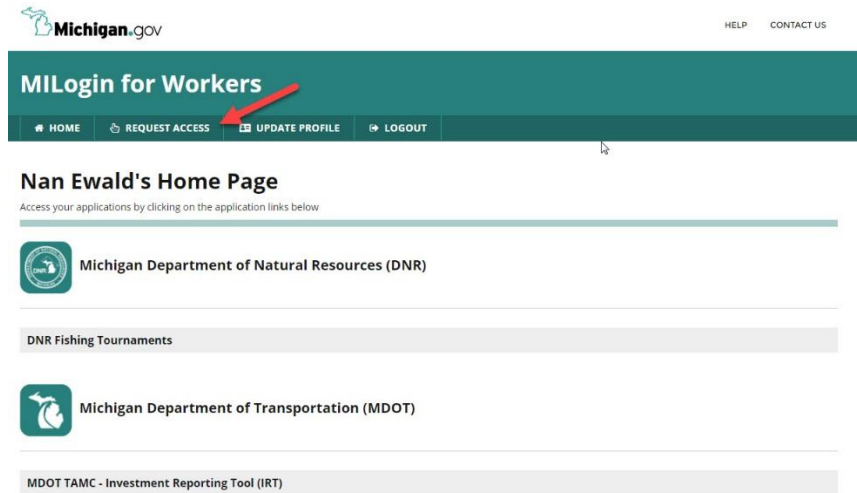 Michigan.gov
HELP CONTACT US
MILogin for Workers
HOME REQUEST ACCESS UPDATE PROFILE LOGOUT
Nan Ewald's Home Page
Access your applications by clicking on the application links below
DNR
Michigan Department of Natural Resources (DNR)
DNR Fishing Tournaments
Michigan Department of Transportation (MDOT)
MDOT TAMC - Investment Reporting Tool (IRT)